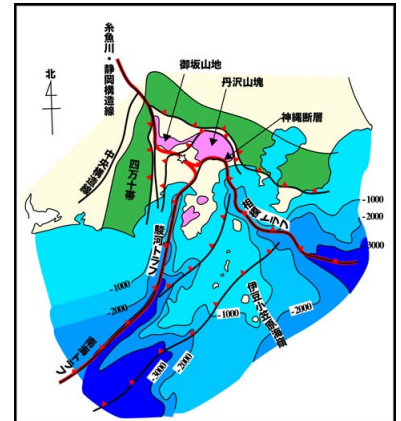 糸魚川・静岡構造線
御坂山地
丹沢山塊
神縄断層
北
中央構造線
四万十帯
相模トラフ
駿河トラフ
南海トラフ
伊豆小笠原海嶺
-1000
-2000
3000
-1000
-2000
-1000
-2000
-3000
-2000